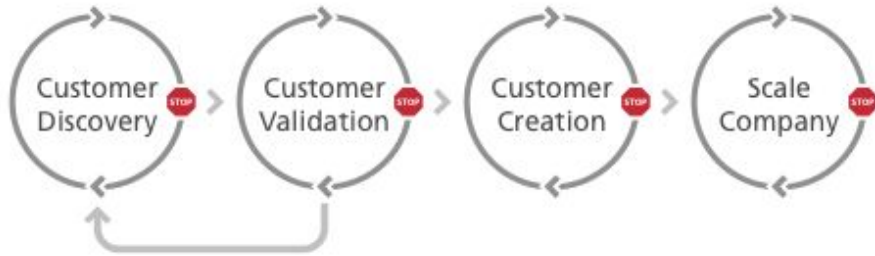 Customer
Discovery
STOP
Customer
Validation
STOP
Customer
Creation
STOP
Scale
Company
STOP